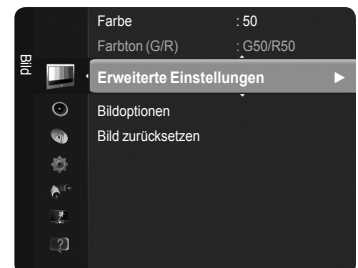 Bild
Farbe : 50
Farbton (G/R) : G50/R50
Erweiterte Einstellungen
Bildoptionen
Bild zurücksetzen